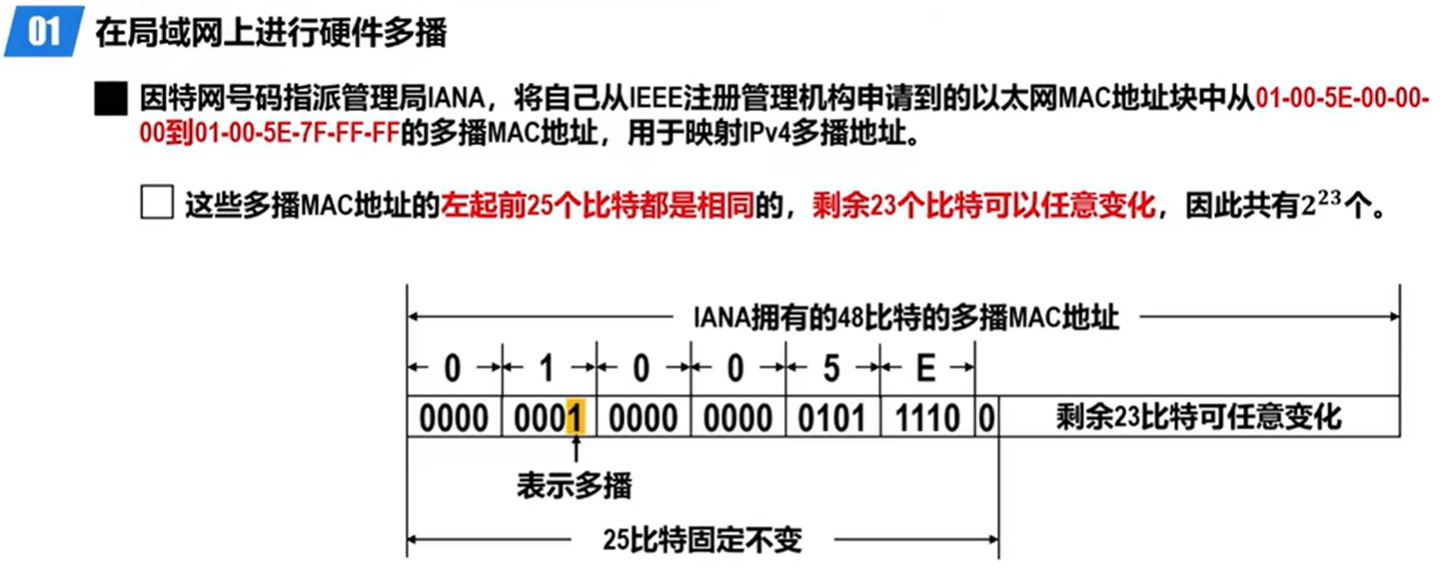 01 在局域网上进行硬件多播
因特网号码指派管理局IANA，将自己从IEEE注册管理机构申请到的以太网MAC地址块中从01-00-5E-00-00-
00到01-00-5E-7F-FF-FF的多播MAC地址，用于映射IPv4多播地址。
这些多播MAC地址的左起前25个比特都是相同的，剩余23个比特可以任意变化，因此共有2²³个。
IANA拥有的48比特的多播MAC地址
0 1 0 0 5 E
0000 0001 0000 0000 0101 1110 0 剩余23比特可任意变化
表示多播
25比特固定不变